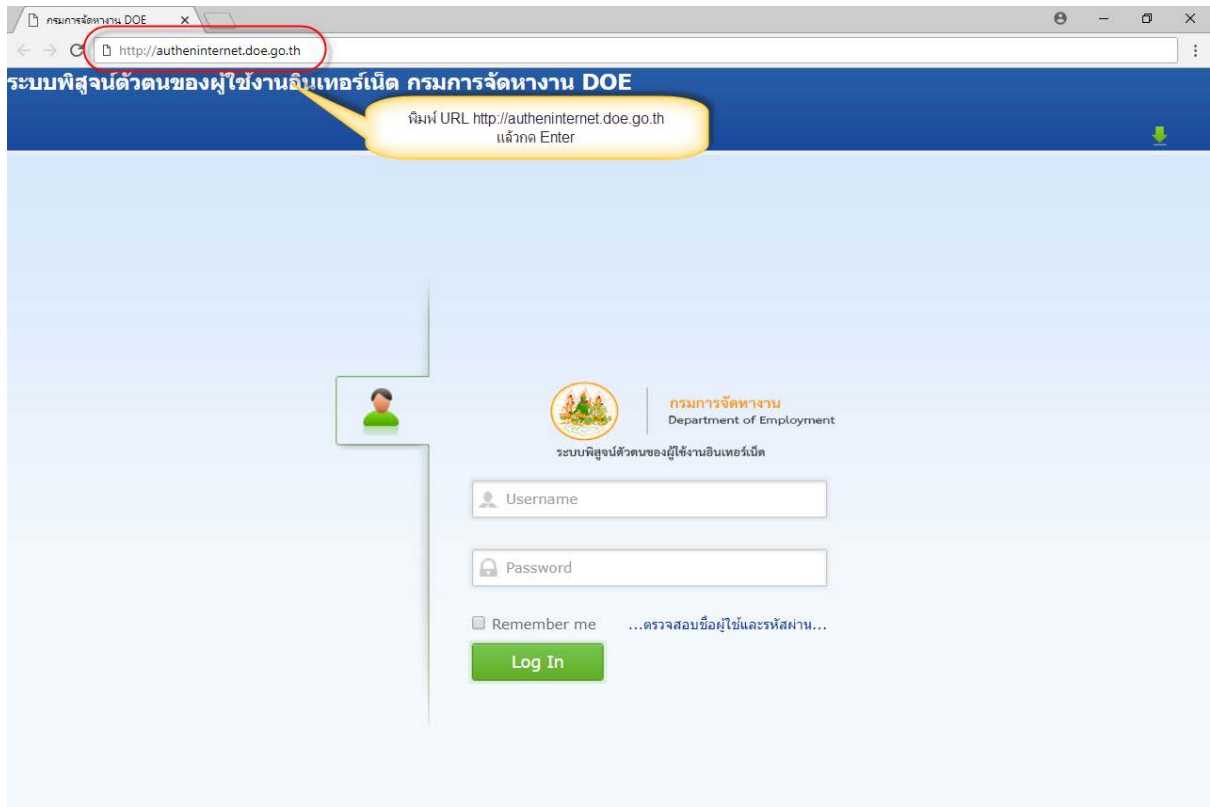 กรมการจัดหางาน DOE
http://autheninternet.doe.go.th
ระบบพิสูจน์ตัวตนของผู้ใช้งานอินเทอร์เน็ต กรมการจัดหางาน DOE
พิมพ์ URL http://autheninternet.doe.go.th
แล้วกด Enter
กรมการจัดหางาน
Department of Employment
ระบบพิสูจน์ตัวตนของผู้ใช้งานอินเทอร์เน็ต
Username
Password
Remember me ...ตรวจสอบชื่อผู้ใช้และรหัสผ่าน...
Log In